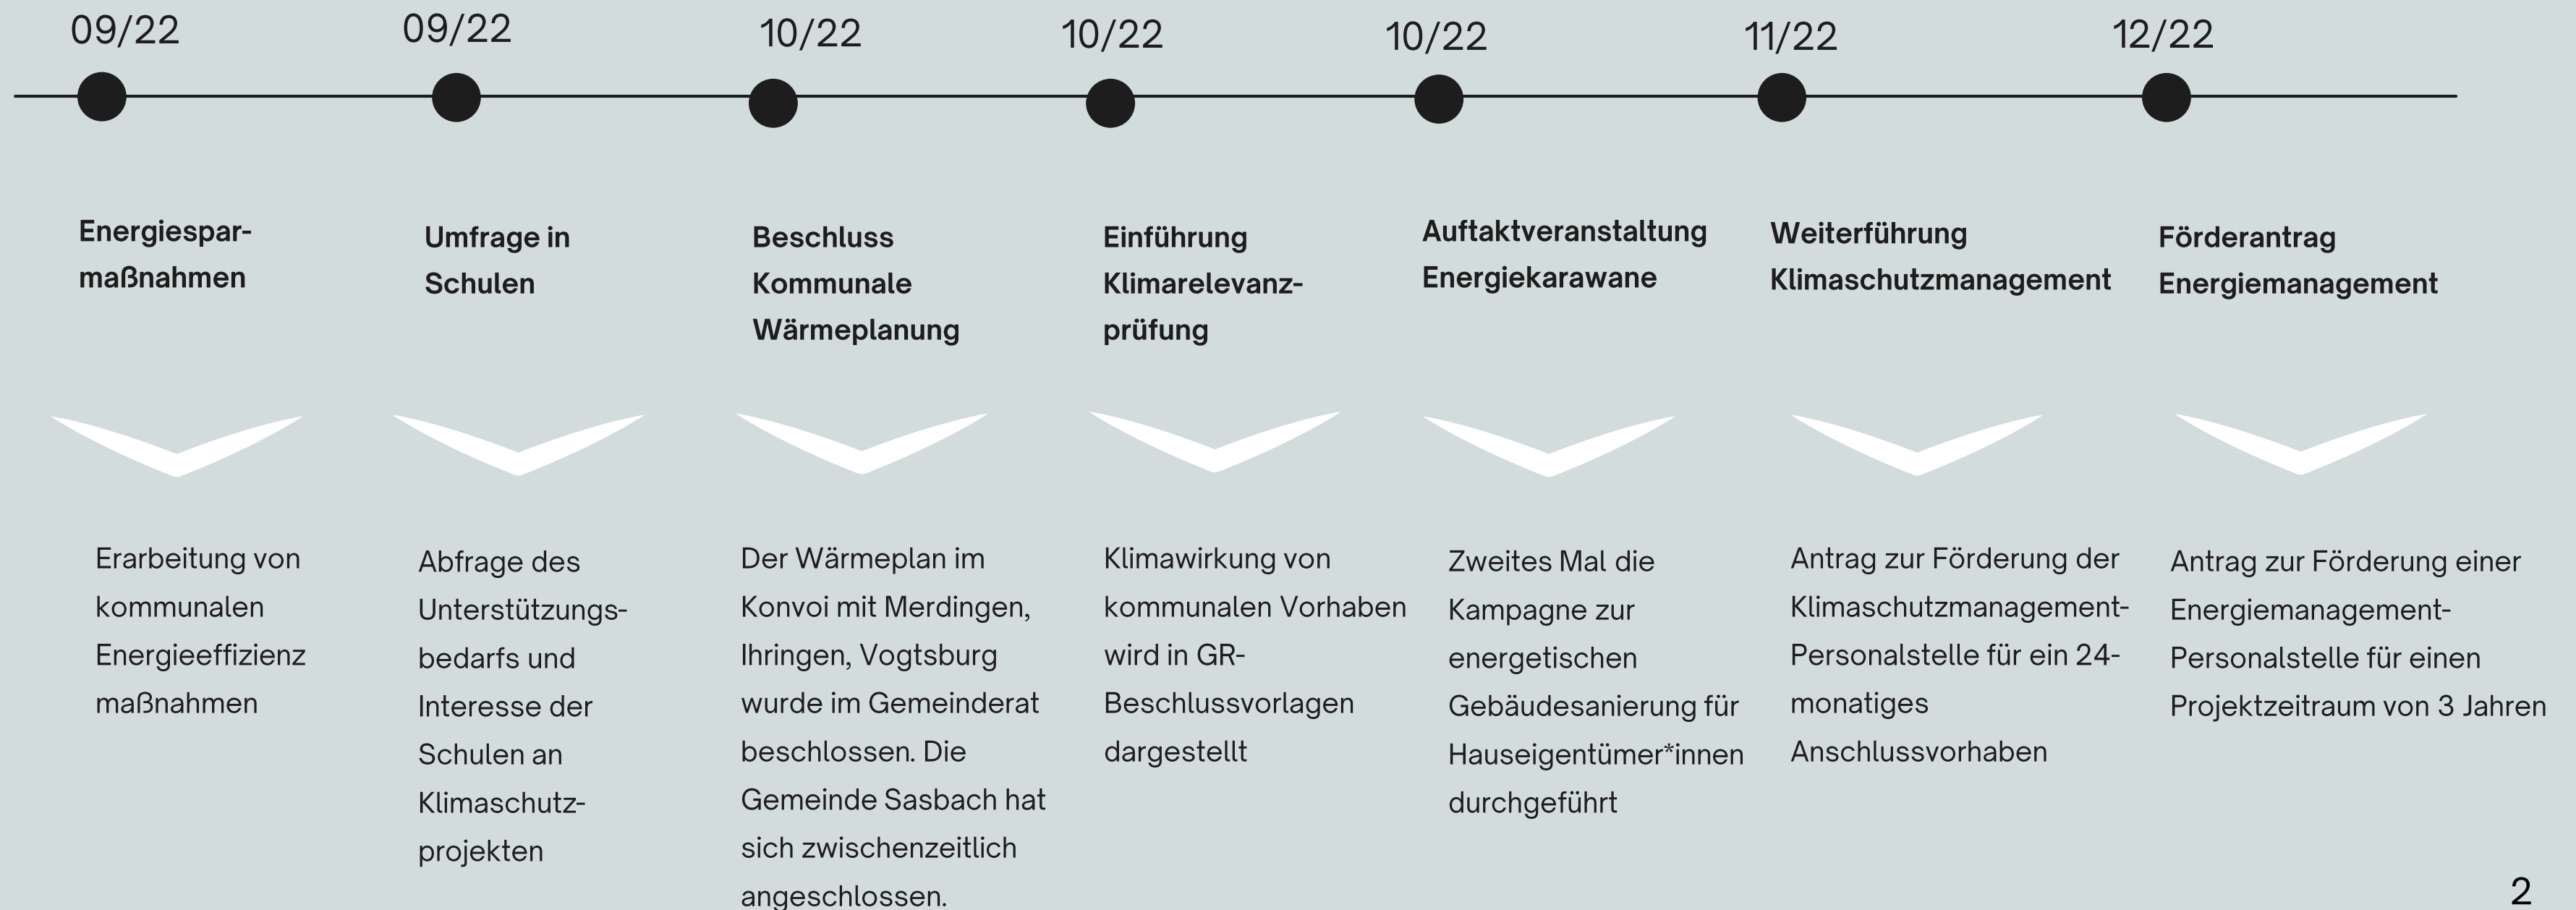 09/22
09/22
10/22
10/22
10/22
11/22
12/22
Energiespar-
maßnahmen
Umfrage in
Schulen
Beschluss
Kommunale
Wärmeplanung
Einführung
Klimarelevanz-
prüfung
Auftaktveranstaltung
Energiekarawane
Weiterführung
Klimaschutzmanagement
Förderantrag
Energiemanagement
Erarbeitung von
kommunalen
Energieeffizienz
maßnahmen
Abfrage des
Unterstützungs-
bedarfs und
Interesse der
Schulen an
Klimaschutz-
projekten
Der Wärmeplan im
Konvoi mit Merdingen,
Ihringen, Vogtsburg
wurde im Gemeinderat
beschlossen. Die
Gemeinde Sasbach hat
sich zwischenzeitlich
angeschlossen.
Klimawirkung von
kommunalen Vorhaben
wird in GR-
Beschlussvorlagen
dargestellt
Zweites Mal die
Kampagne zur
energetischen
Gebäudesanierung für
Hauseigentümer*innen
durchgeführt
Antrag zur Förderung der
Klimaschutzmanagement-
Personalstelle für ein 24-
monatiges
Anschlussvorhaben
Antrag zur Förderung einer
Energiemanagement-
Personalstelle für einen
Projektzeitraum von 3 Jahren
2